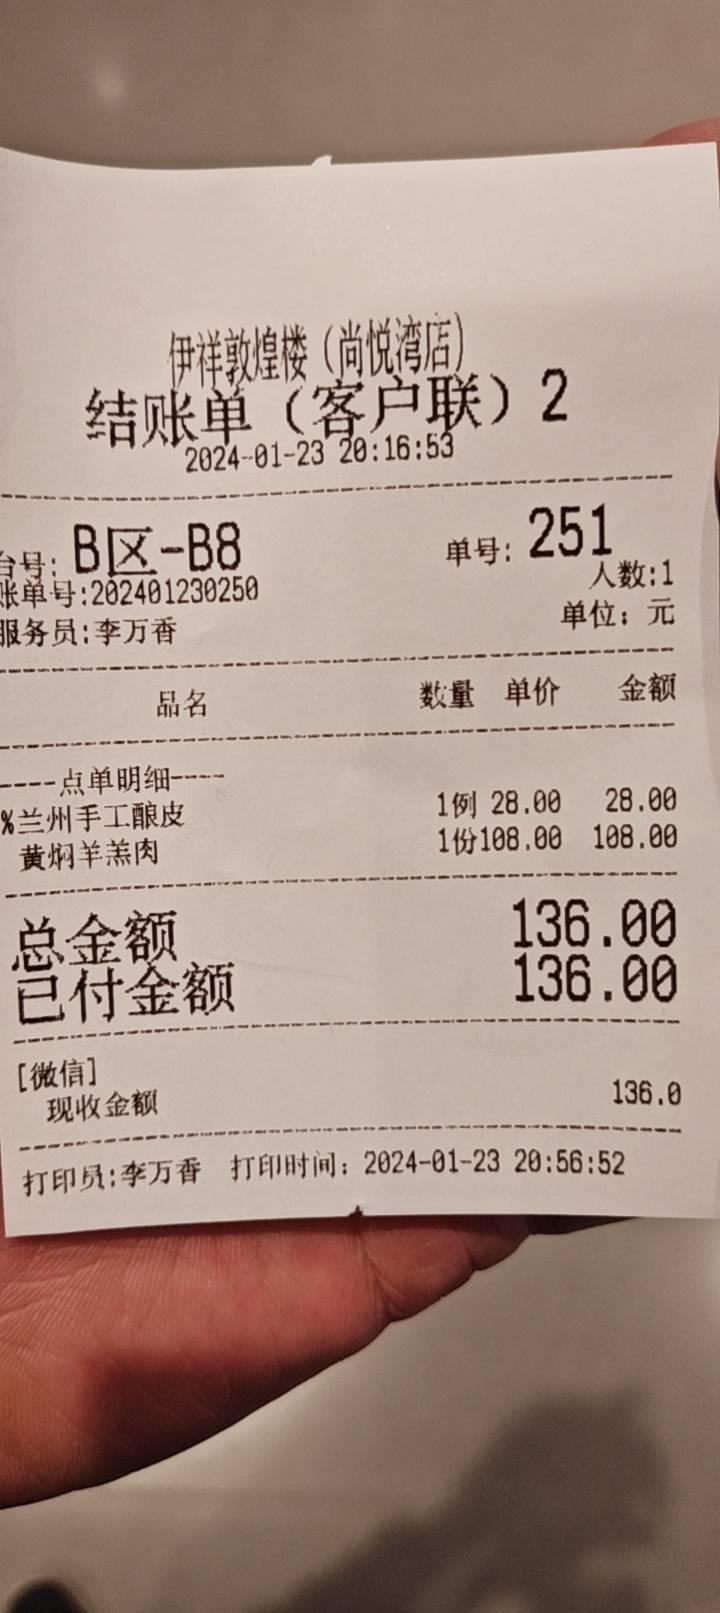 伊祥敦煌楼（尚悦湾店）
结账单（客户联）2
2024-01-23 20:16:53
台号: B区-B8 单号: 251
账单号:202401230250 人数:1
服务员:李万香 单位: 元
品名 数量 单价 金额
----点单明细----
%兰州手工酿皮 1例 28.00 28.00
黄焖羊羔肉 1份108.00 108.00
总金额 136.00
已付金额 136.00
[微信]
现收金额 136.0
打印员:李万香 打印时间: 2024-01-23 20:56:52